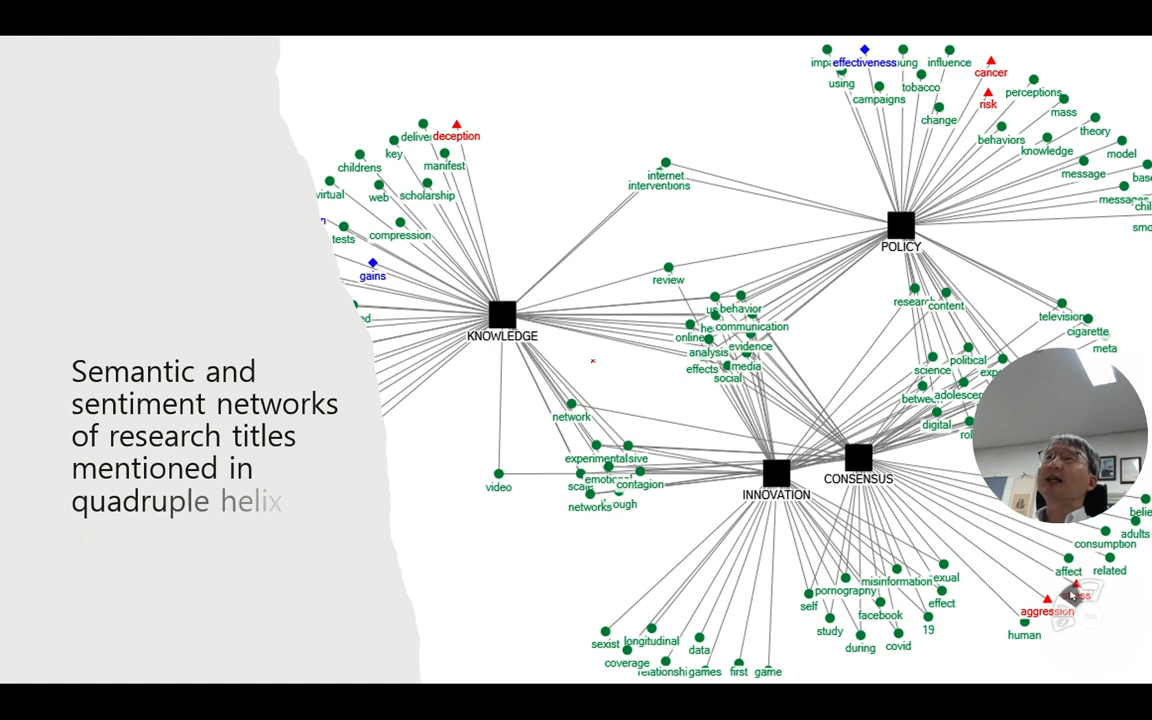 Semantic and
sentiment networks
of research titles
mentioned in
quadruple helix
effectiveness
influence
cancer
using
tobacco
campaigns
risk
perceptions
mass
change
theory
behaviors
knowledge
model
message
deception
key
manifest
childrens
web
scholarship
tests
compression
gains
internet
interventions
POLICY
review
KNOWLEDGE
behavior
communication
online
analysis
evidence
effects
media
social
content
television
cigarette
meta
political
science
digital
network
experimental
contagion
video
networks
INNOVATION
CONSENSUS
consumption
adults
affect
related
aggression
human
misinformation
pornography
self
facebook
effect
study
19
during
covid
sexist
longitudinal
data
coverage
games
first
game